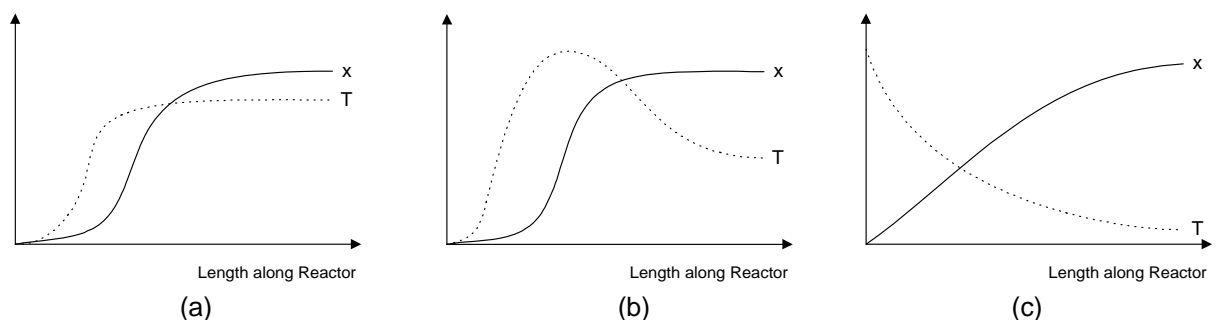 x
T
Length along Reactor
(a)
x
T
Length along Reactor
(b)
x
T
Length along Reactor
(c)